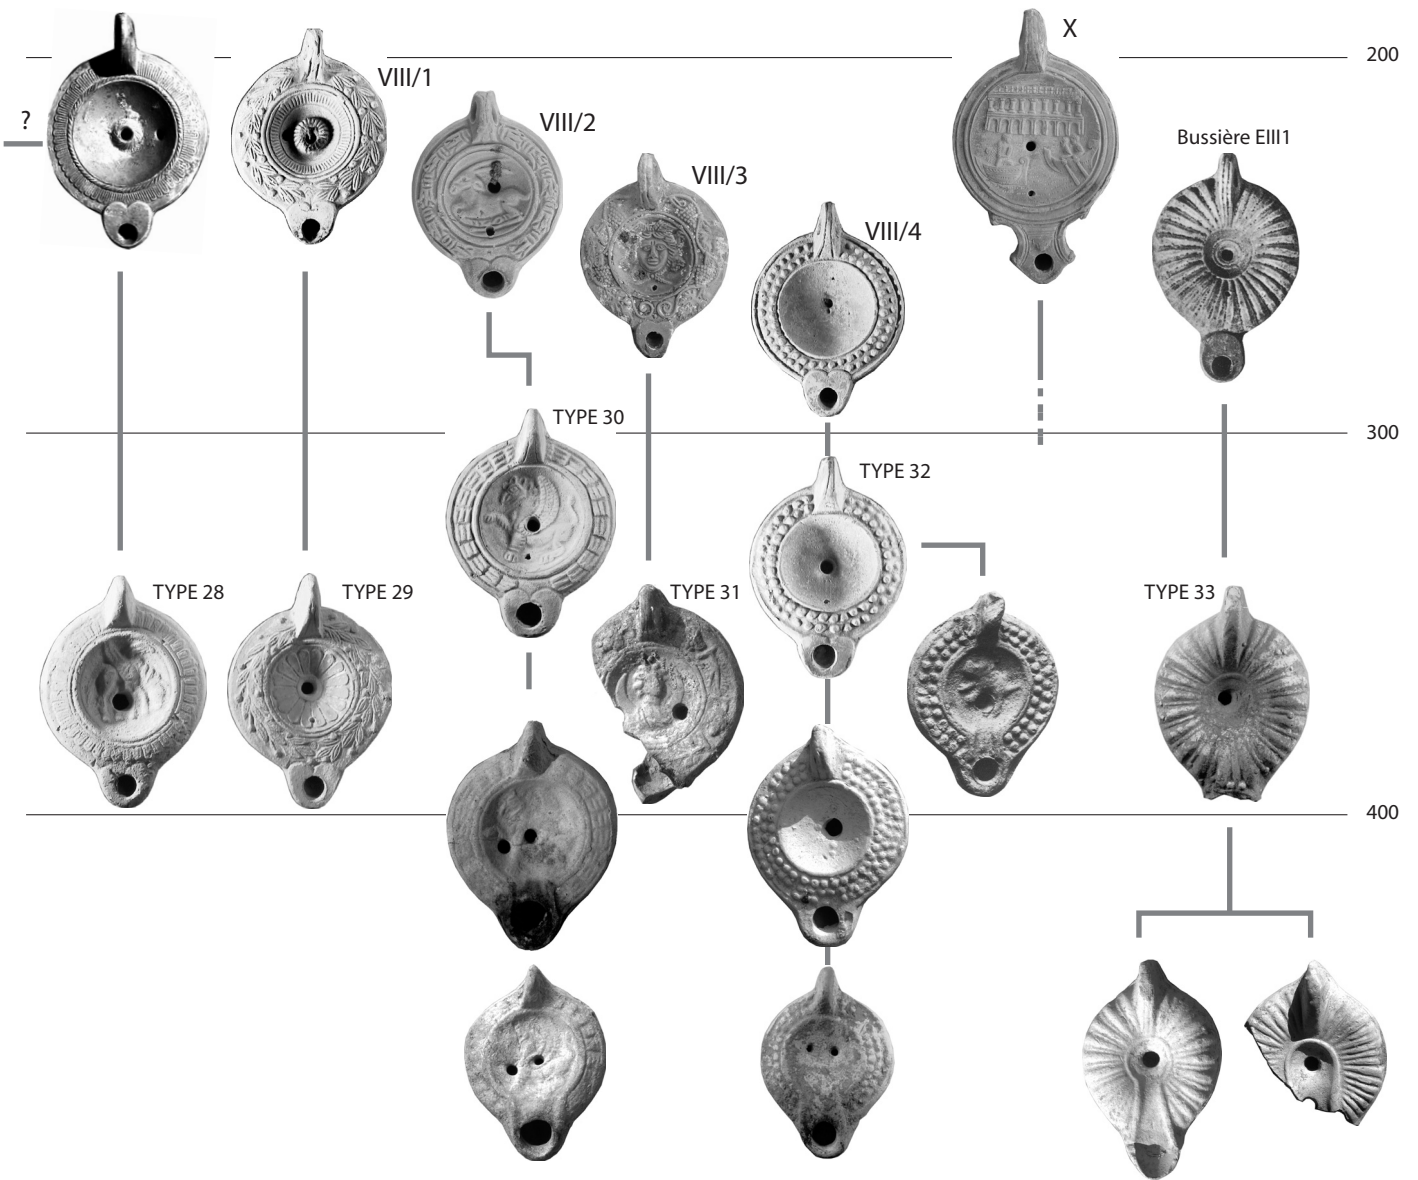 X
200
VIII/1
?
VIII/2
Bussière EIII1
VIII/3
VIII/4
TYPE 30
300
TYPE 32
TYPE 28
TYPE 29
TYPE 31
TYPE 33
400